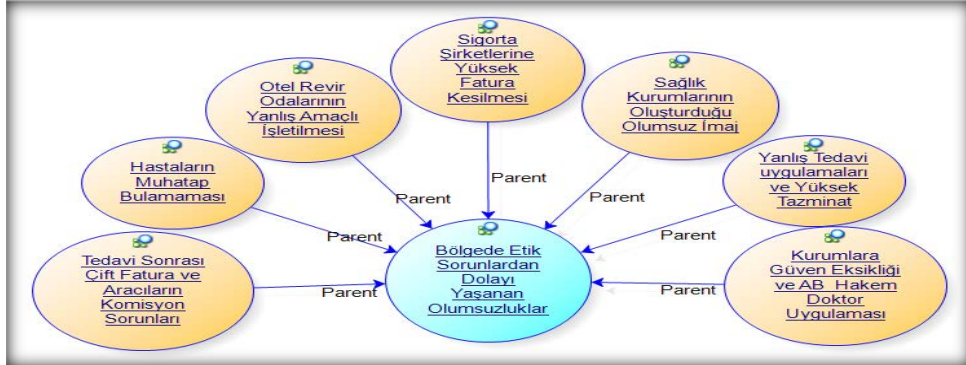 Sigorta
Şirketlerine
Yüksek
Fatura
Kesilmesi
Otel Revir
Odalarının
Yanlış Amaçlı
İşletilmesi
Sağlık
Kurumlarının
Oluşturduğu
Olumsuz İmaj
Hastaların
Muhatap
Bulamaması
Yanlış Tedavi
uygulamaları
ve Yüksek
Tazminat
Tedavi Sonrası
Çift Fatura ve
Aracıların
Komisyon
Sorunları
Kurumlara
Güven Eksikliği
ve AB Hakem
Doktor
Uygulaması
Parent
Parent
Parent
Parent
Parent
Parent
Parent
Bölgede Etik
Sorunlardan
Dolayı
Yaşanan
Olumsuzluklar